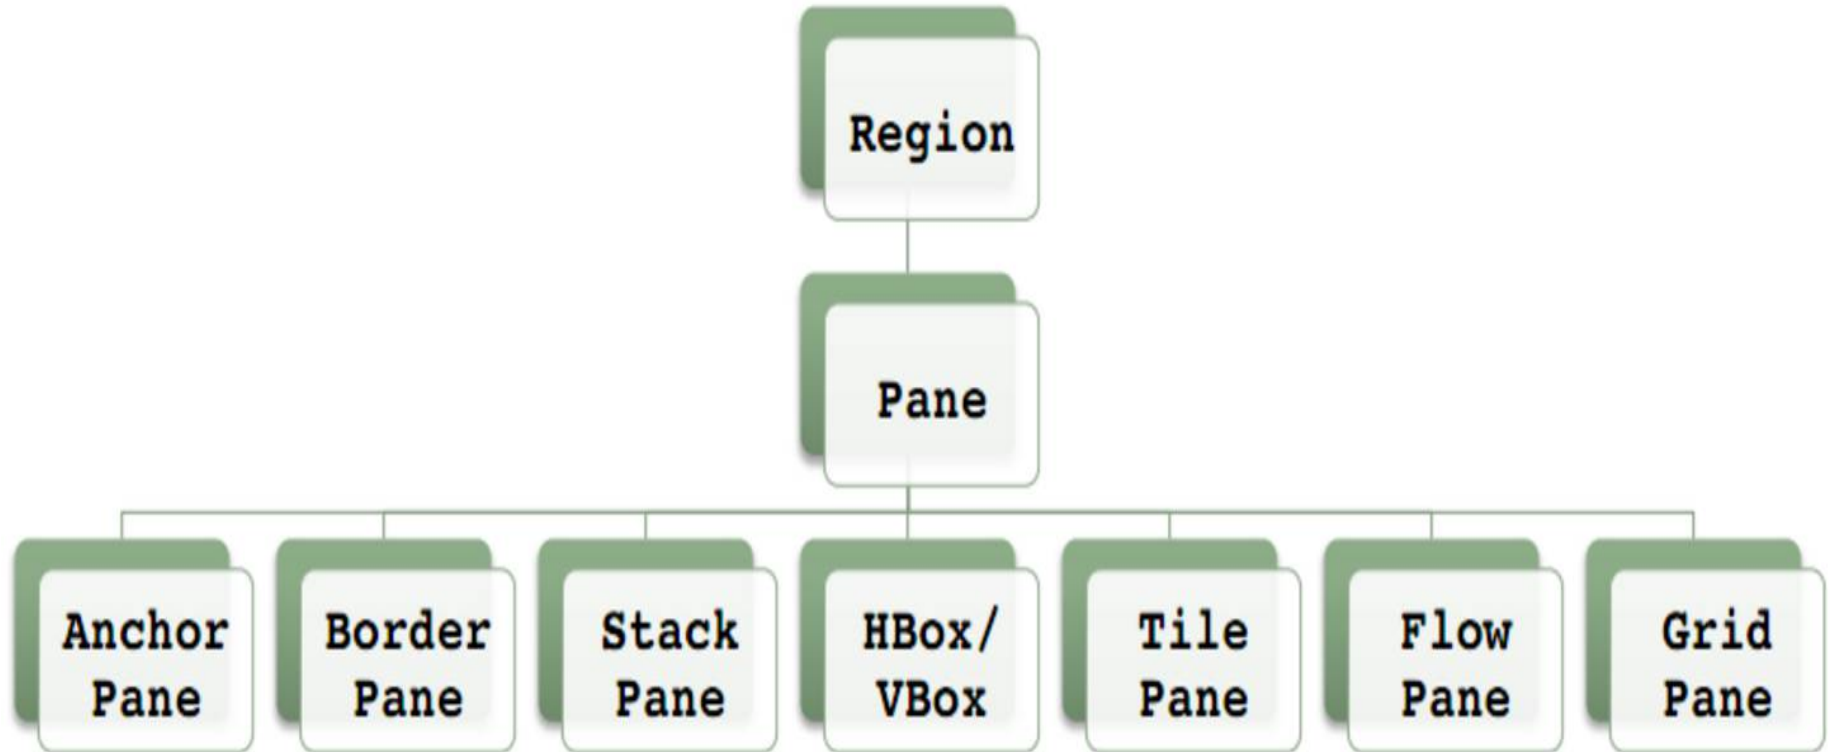 Region
Pane
Anchor
Pane
Border
Pane
Stack
Pane
HBox/
VBox
Tile
Pane
Flow
Pane
Grid
Pane